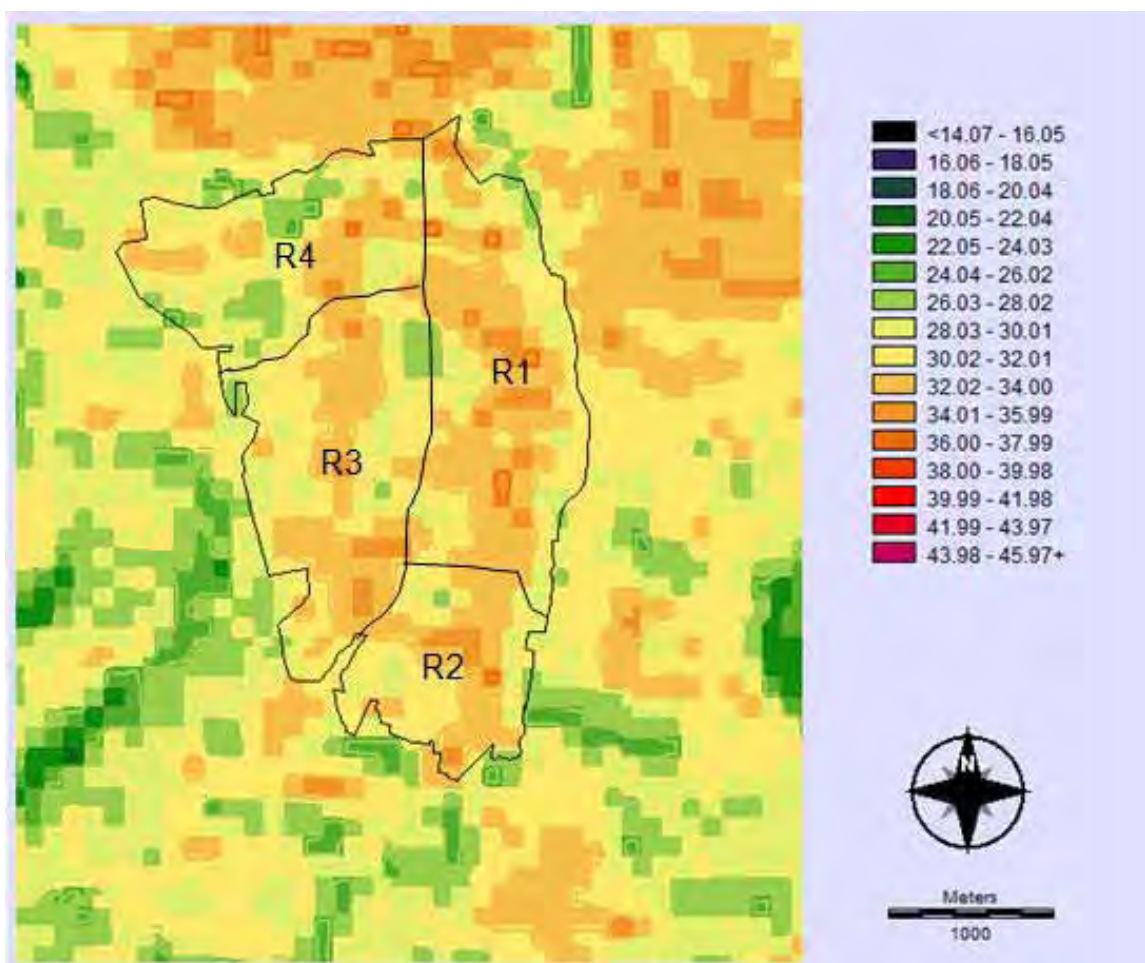 R4
R1
R3
R2
<14.07 - 16.05
16.06 - 18.05
18.06 - 20.04
20.05 - 22.04
22.05 - 24.03
24.04 - 26.02
26.03 - 28.02
28.03 - 30.01
30.02 - 32.01
32.02 - 34.00
34.01 - 35.99
36.00 - 37.99
38.00 - 39.98
39.99 - 41.98
41.99 - 43.97
43.98 - 45.97+
N
Meters
1000